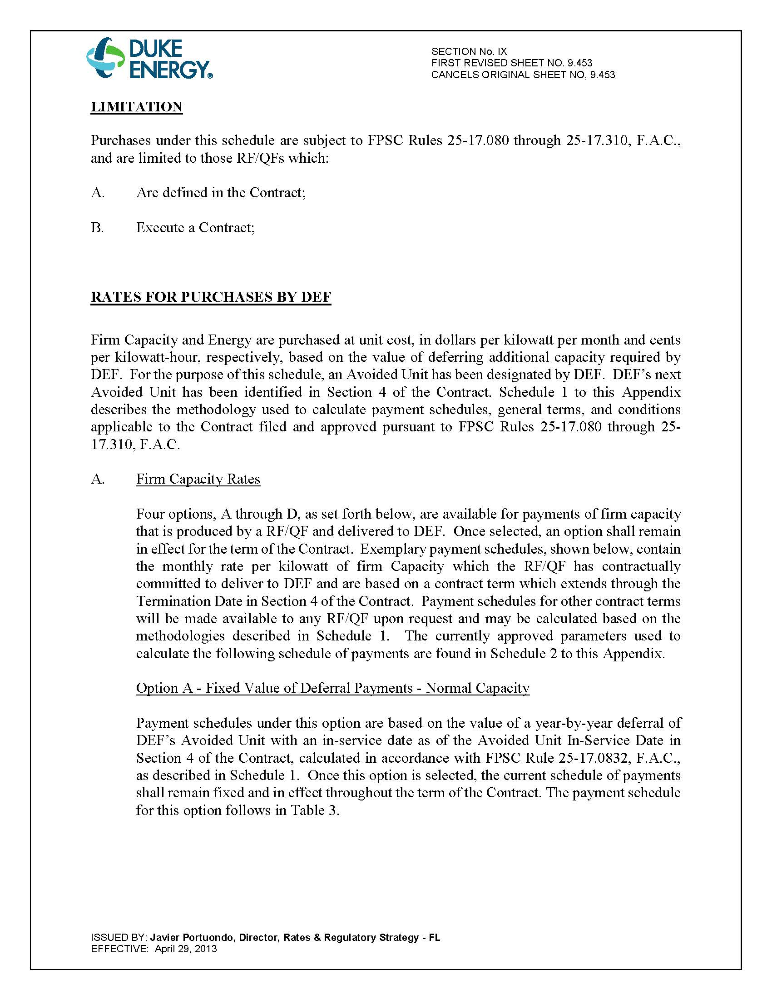 DUKE
ENERGY®
SECTION No. IX
FIRST REVISED SHEET NO. 9.453
CANCELS ORIGINAL SHEET NO, 9.453
LIMITATION
Purchases under this schedule are subject to FPSC Rules 25-17.080 through 25-17.310, F.A.C.,
and are limited to those RF/QFs which:
A. Are defined in the Contract;
B. Execute a Contract;
RATES FOR PURCHASES BY DEF
Firm Capacity and Energy are purchased at unit cost, in dollars per kilowatt per month and cents
per kilowatt-hour, respectively, based on the value of deferring additional capacity required by
DEF. For the purpose of this schedule, an Avoided Unit has been designated by DEF. DEF’s next
Avoided Unit has been identified in Section 4 of the Contract. Schedule 1 to this Appendix
describes the methodology used to calculate payment schedules, general terms, and conditions
applicable to the Contract filed and approved pursuant to FPSC Rules 25-17.080 through 25-
17.310, F.A.C.
A. Firm Capacity Rates
Four options, A through D, as set forth below, are available for payments of firm capacity
that is produced by a RF/QF and delivered to DEF. Once selected, an option shall remain
in effect for the term of the Contract. Exemplary payment schedules, shown below, contain
the monthly rate per kilowatt of firm Capacity which the RF/QF has contractually
committed to deliver to DEF and are based on a contract term which extends through the
Termination Date in Section 4 of the Contract. Payment schedules for other contract terms
will be made available to any RF/QF upon request and may be calculated based on the
methodologies described in Schedule 1. The currently approved parameters used to
calculate the following schedule of payments are found in Schedule 2 to this Appendix.
Option A - Fixed Value of Deferral Payments - Normal Capacity
Payment schedules under this option are based on the value of a year-by-year deferral of
DEF’s Avoided Unit with an in-service date as of the Avoided Unit In-Service Date in
Section 4 of the Contract, calculated in accordance with FPSC Rule 25-17.0832, F.A.C.,
as described in Schedule 1. Once this option is selected, the current schedule of payments
shall remain fixed and in effect throughout the term of the Contract. The payment schedule
for this option follows in Table 3.
ISSUED BY: Javier Portuondo, Director, Rates & Regulatory Strategy - FL
EFFECTIVE: April 29, 2013